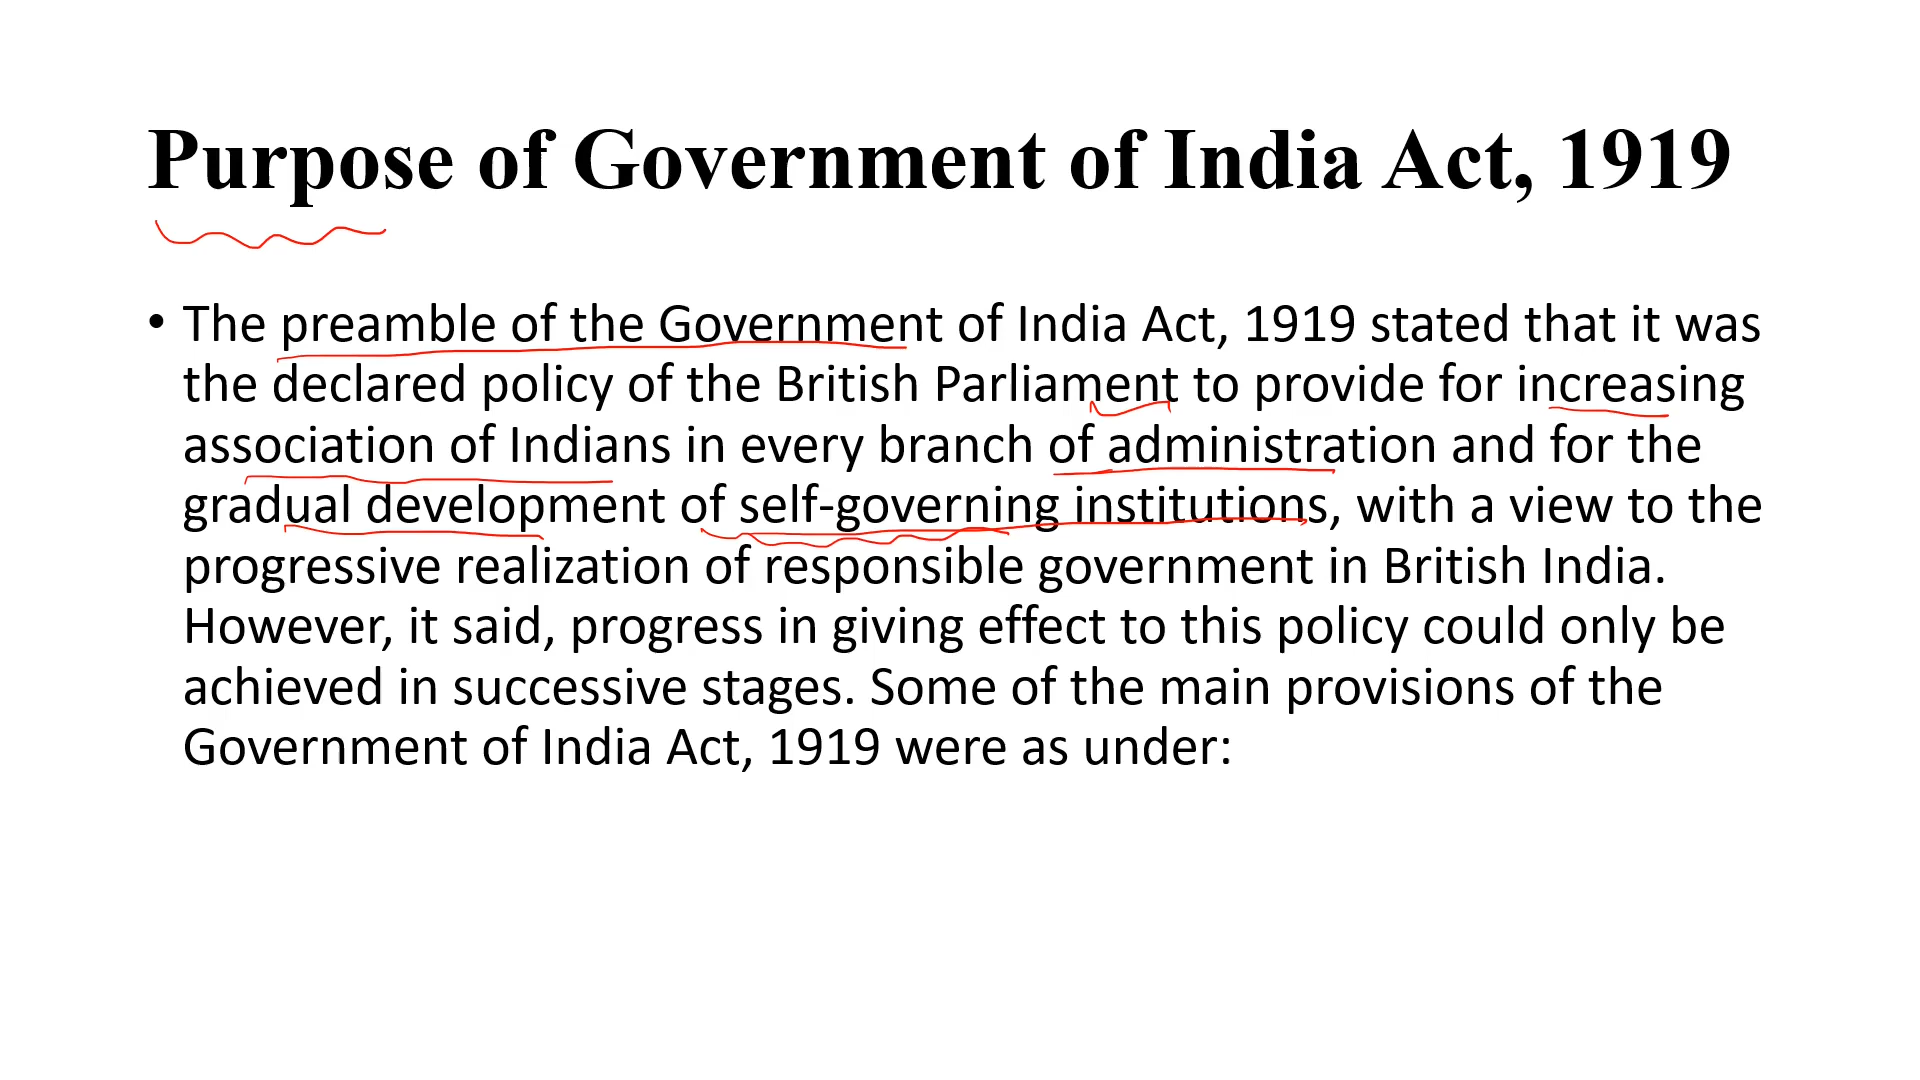 Purpose of Government of India Act, 1919
• The preamble of the Government of India Act, 1919 stated that it was
the declared policy of the British Parliament to provide for increasing
association of Indians in every branch of administration and for the
gradual development of self-governing institutions, with a view to the
progressive realization of responsible government in British India.
However, it said, progress in giving effect to this policy could only be
achieved in successive stages. Some of the main provisions of the
Government of India Act, 1919 were as under: